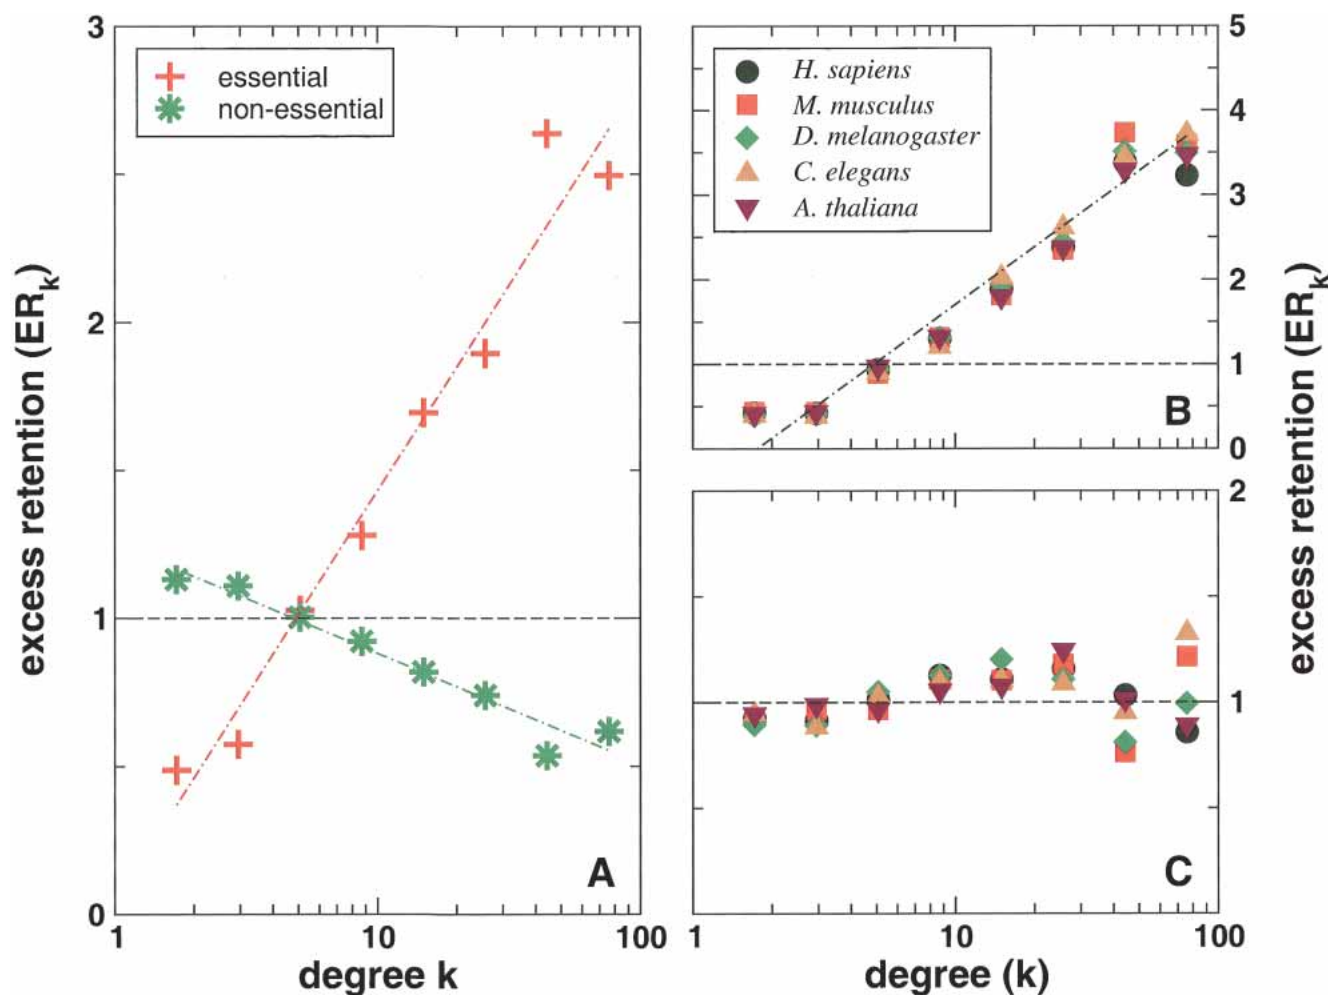 3
essential
non-essential
2
1
0
excess retention (ERk)
A
1
10
100
degree k
H. sapiens
M. musculus
D. melanogaster
C. elegans
A. thaliana
5
4
3
2
1
0
B
excess retention (ERk)
2
1
0
C
1
10
100
degree (k)